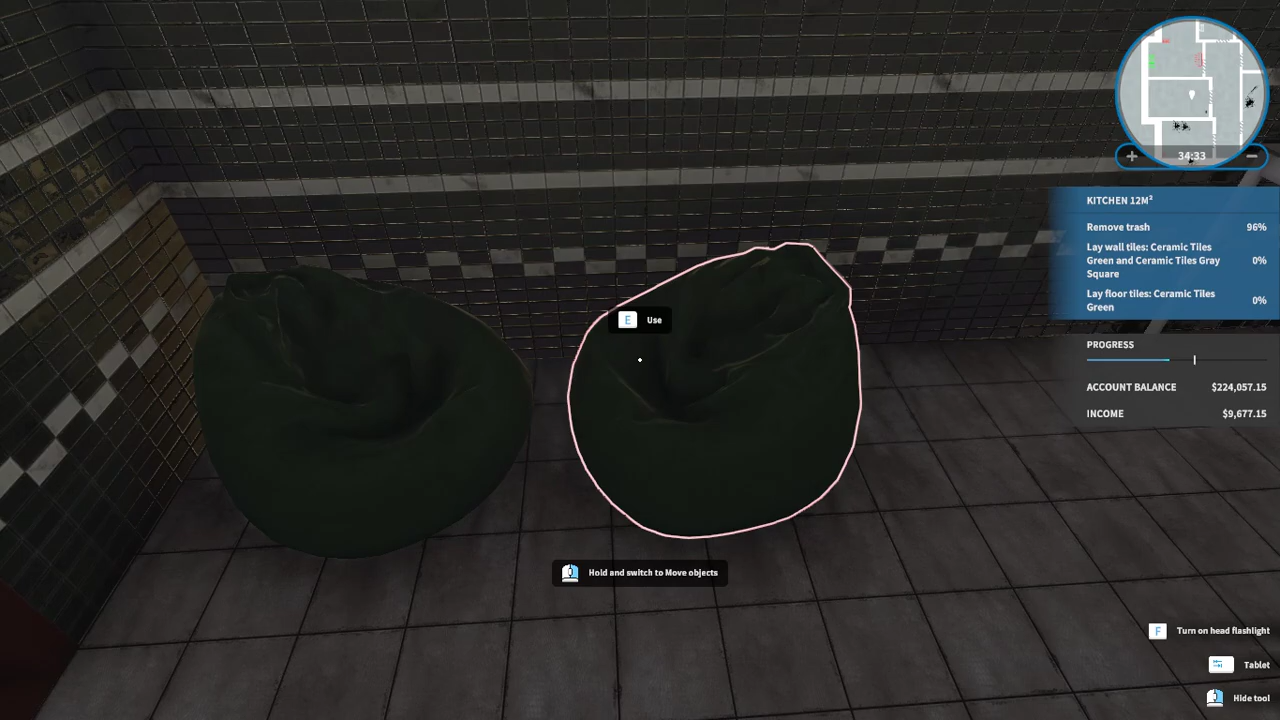 34:33
KITCHEN 12M²
Remove trash 96%
Lay wall tiles: Ceramic Tiles
Green and Ceramic Tiles Gray 0%
Square
Lay floor tiles: Ceramic Tiles 0%
Green
E Use
PROGRESS
ACCOUNT BALANCE $224,057.15
INCOME $9,677.15
Hold and switch to Move objects
F Turn on head flashlight
Tablet
Hide tool